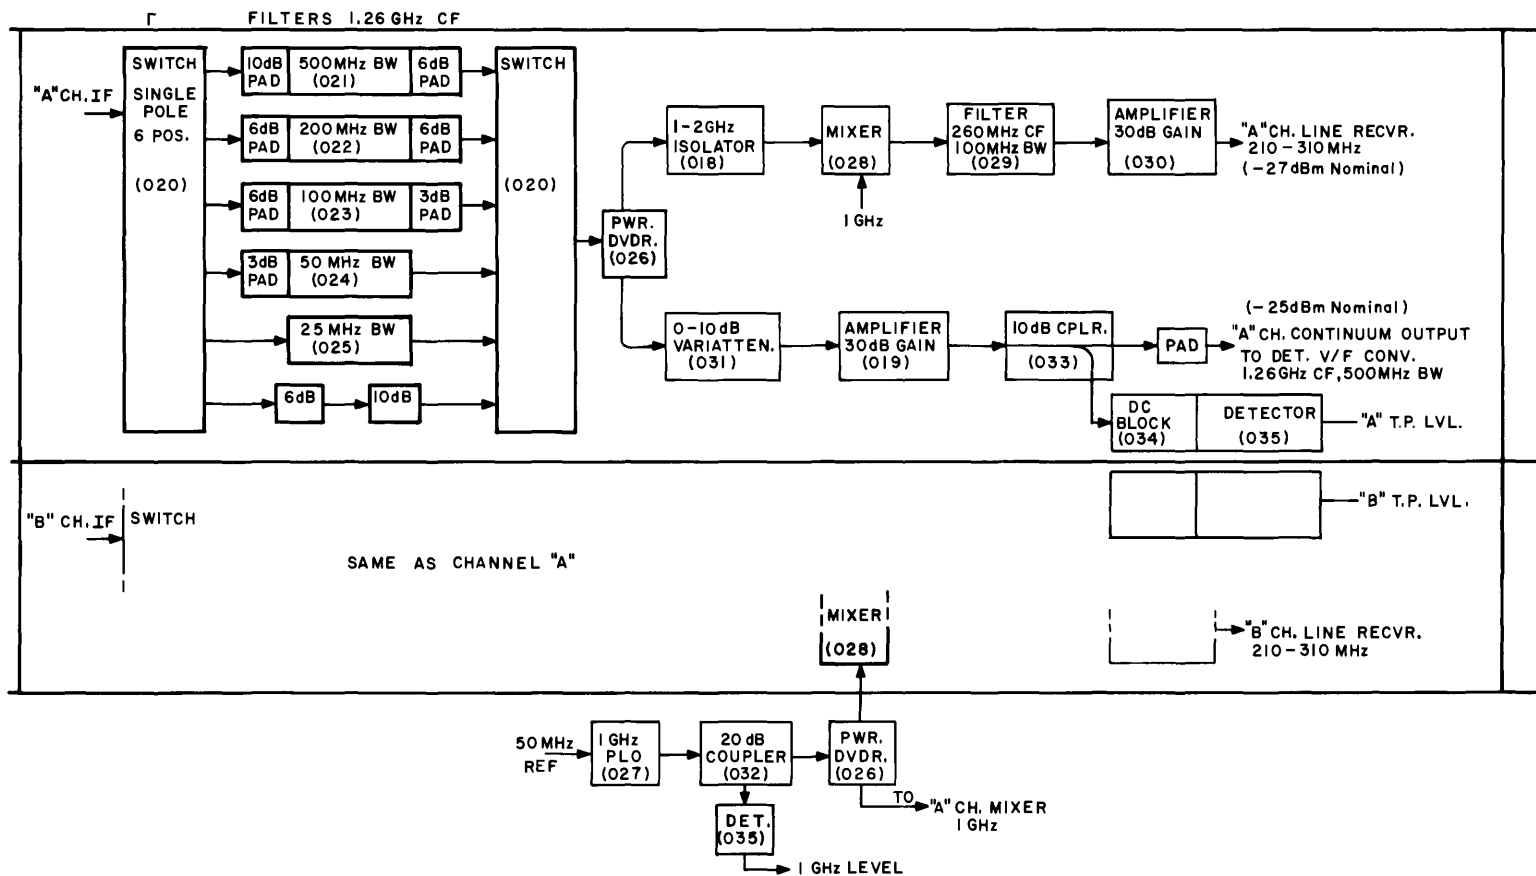 FILTERS 1.26 GHz CF
"A" CH. IF
SWITCH
SINGLE
POLE
6 POS.
(020)
10dB
PAD
500MHz BW
(021)
6dB
PAD
6dB
PAD
200 MHz BW
(022)
6dB
PAD
6dB
PAD
100 MHz BW
(023)
3dB
PAD
3dB
PAD
50 MHz BW
(024)
25 MHz BW
(025)
6dB
10dB
SWITCH
(020)
PWR.
DVDR.
(026)
1-2GHz
ISOLATOR
(018)
MIXER
(028)
1 GHz
FILTER
260MHz CF
100MHz BW
(029)
AMPLIFIER
30dB GAIN
(030)
"A" CH. LINE RECVR.
210-310 MHz
(-27dBm Nominal)
0-10 dB
VARIATTEN.
(031)
AMPLIFIER
30dB GAIN
(019)
10dB CPLR.
(033)
PAD
(-25dBm Nominal)
"A" CH. CONTINUUM OUTPUT
TO DET. V/F CONV.
1.26GHz CF, 500MHz BW
DC
BLOCK
(034)
DETECTOR
(035)
"A" T.P. LVL.
"B" CH. IF
SWITCH
SAME AS CHANNEL "A"
"B" T.P. LVL.
MIXER
(028)
"B" CH. LINE RECVR.
210-310 MHz
50 MHz
REF
1 GHz
PLO
(027)
20 dB
COUPLER
(032)
PWR.
DVDR.
(026)
TO
"A" CH. MIXER
1 GHz
DET.
(035)
1 GHz LEVEL